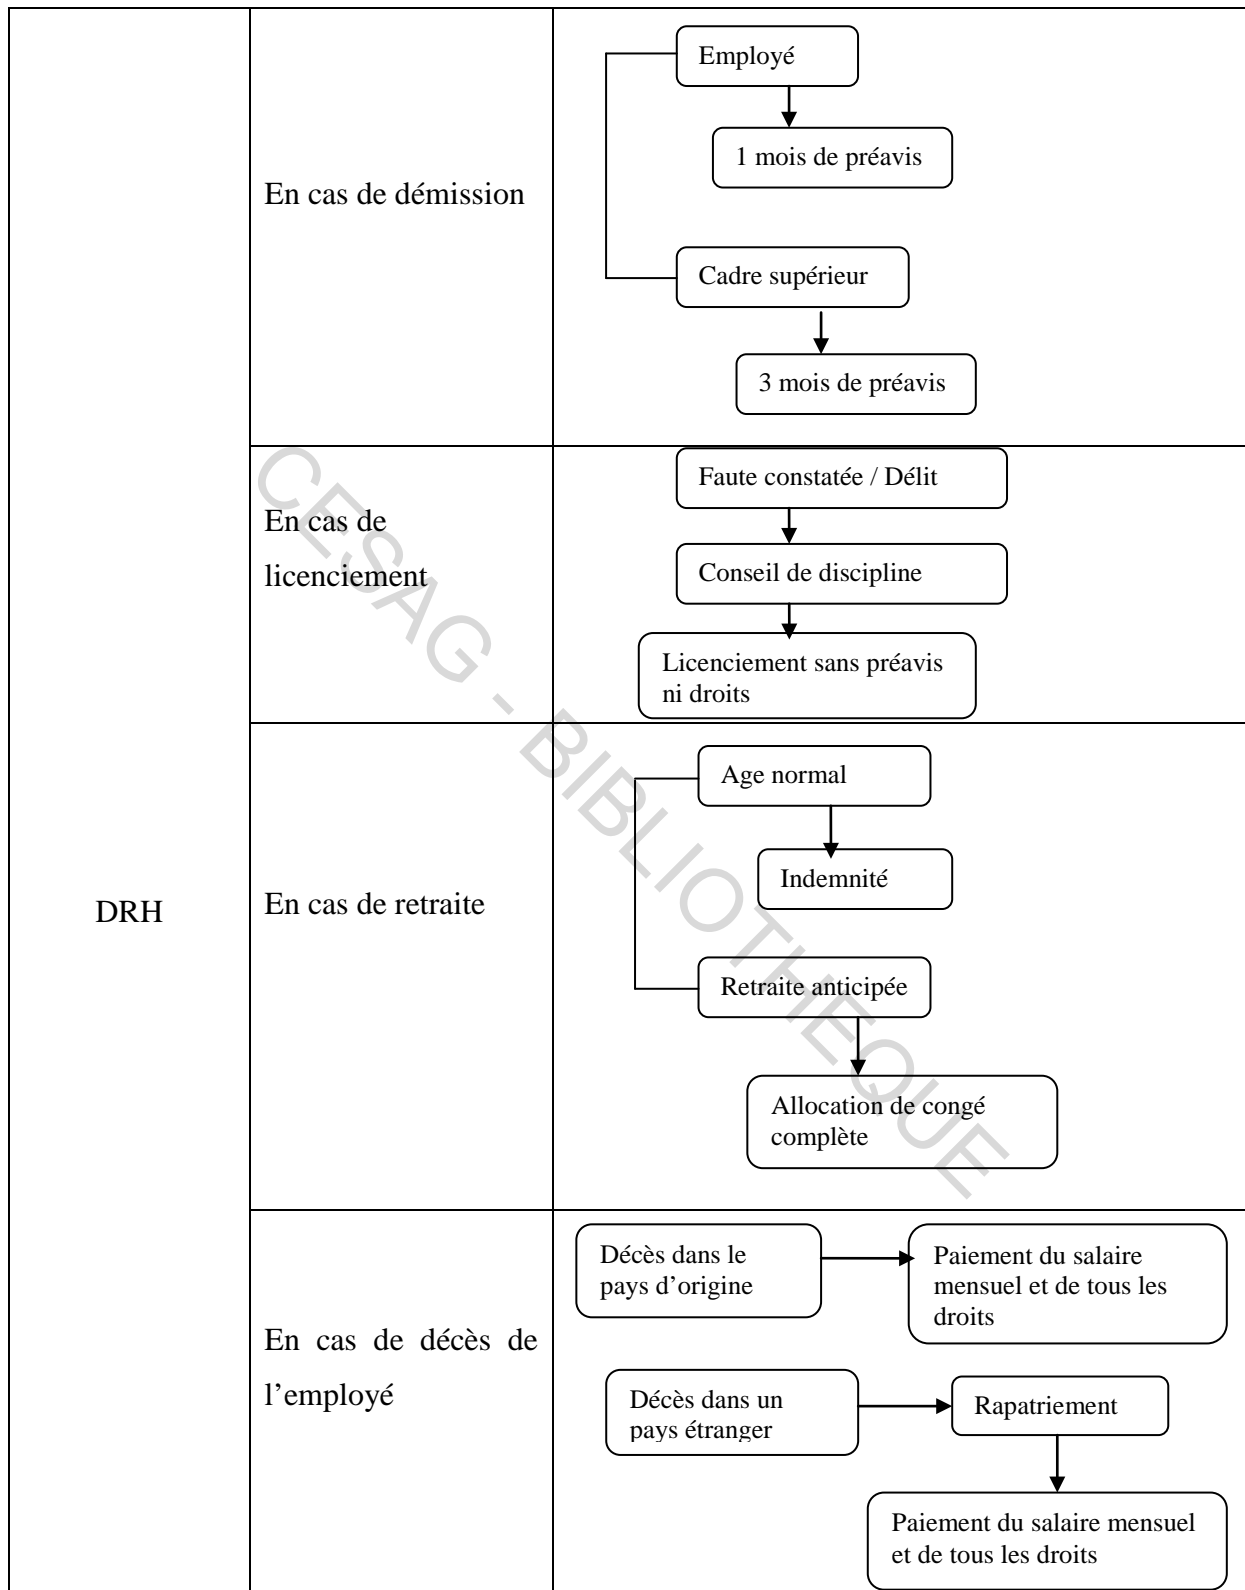 DRH
En cas de démission
Employé
1 mois de préavis
Cadre supérieur
3 mois de préavis
En cas de
licenciement
Faute constatée / Délit
Conseil de discipline
Licenciement sans préavis
ni droits
En cas de retraite
Age normal
Indemnité
Retraite anticipée
Allocation de congé
complète
En cas de décès de
l’employé
Décès dans le
pays d’origine
Paiement du salaire
mensuel et de tous les
droits
Décès dans un
pays étranger
Rapatriement
Paiement du salaire mensuel
et de tous les droits
CESAG - BIBLIOTHEQUE